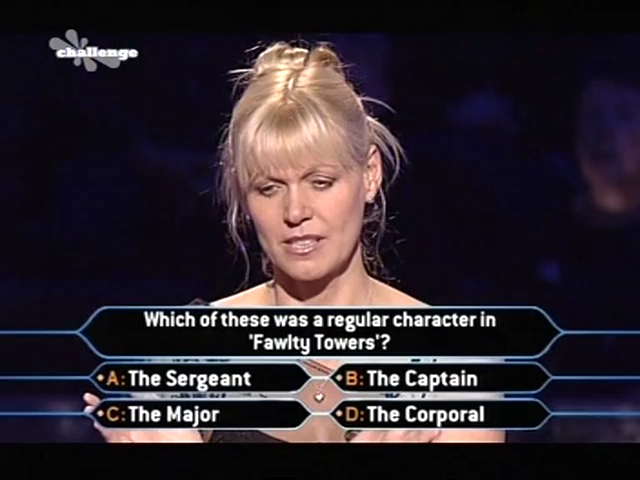 challenge
Which of these was a regular character in
'Fawlty Towers'?
A: The Sergeant
B: The Captain
C: The Major
D: The Corporal